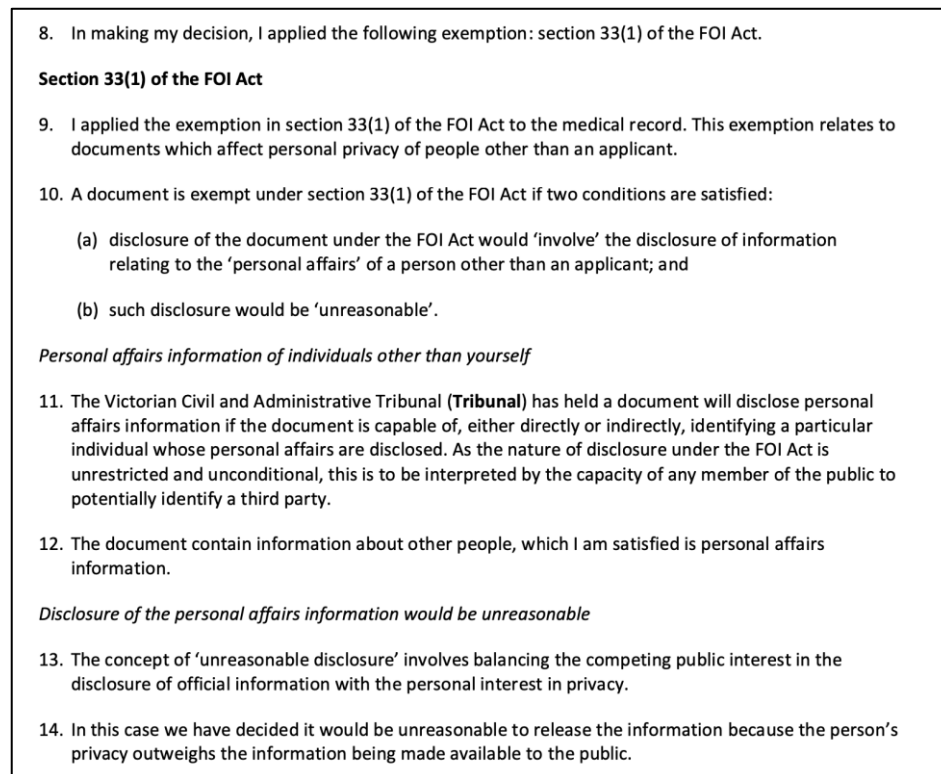 8. In making my decision, I applied the following exemption: section 33(1) of the FOI Act.
Section 33(1) of the FOI Act
9. I applied the exemption in section 33(1) of the FOI Act to the medical record. This exemption relates to
documents which affect personal privacy of people other than an applicant.
10. A document is exempt under section 33(1) of the FOI Act if two conditions are satisfied:
(a) disclosure of the document under the FOI Act would ‘involve’ the disclosure of information
relating to the ‘personal affairs’ of a person other than an applicant; and
(b) such disclosure would be ‘unreasonable’.
Personal affairs information of individuals other than yourself
11. The Victorian Civil and Administrative Tribunal (Tribunal) has held a document will disclose personal
affairs information if the document is capable of, either directly or indirectly, identifying a particular
individual whose personal affairs are disclosed. As the nature of disclosure under the FOI Act is
unrestricted and unconditional, this is to be interpreted by the capacity of any member of the public to
potentially identify a third party.
12. The document contain information about other people, which I am satisfied is personal affairs
information.
Disclosure of the personal affairs information would be unreasonable
13. The concept of ‘unreasonable disclosure’ involves balancing the competing public interest in the
disclosure of official information with the personal interest in privacy.
14. In this case we have decided it would be unreasonable to release the information because the person’s
privacy outweighs the information being made available to the public.